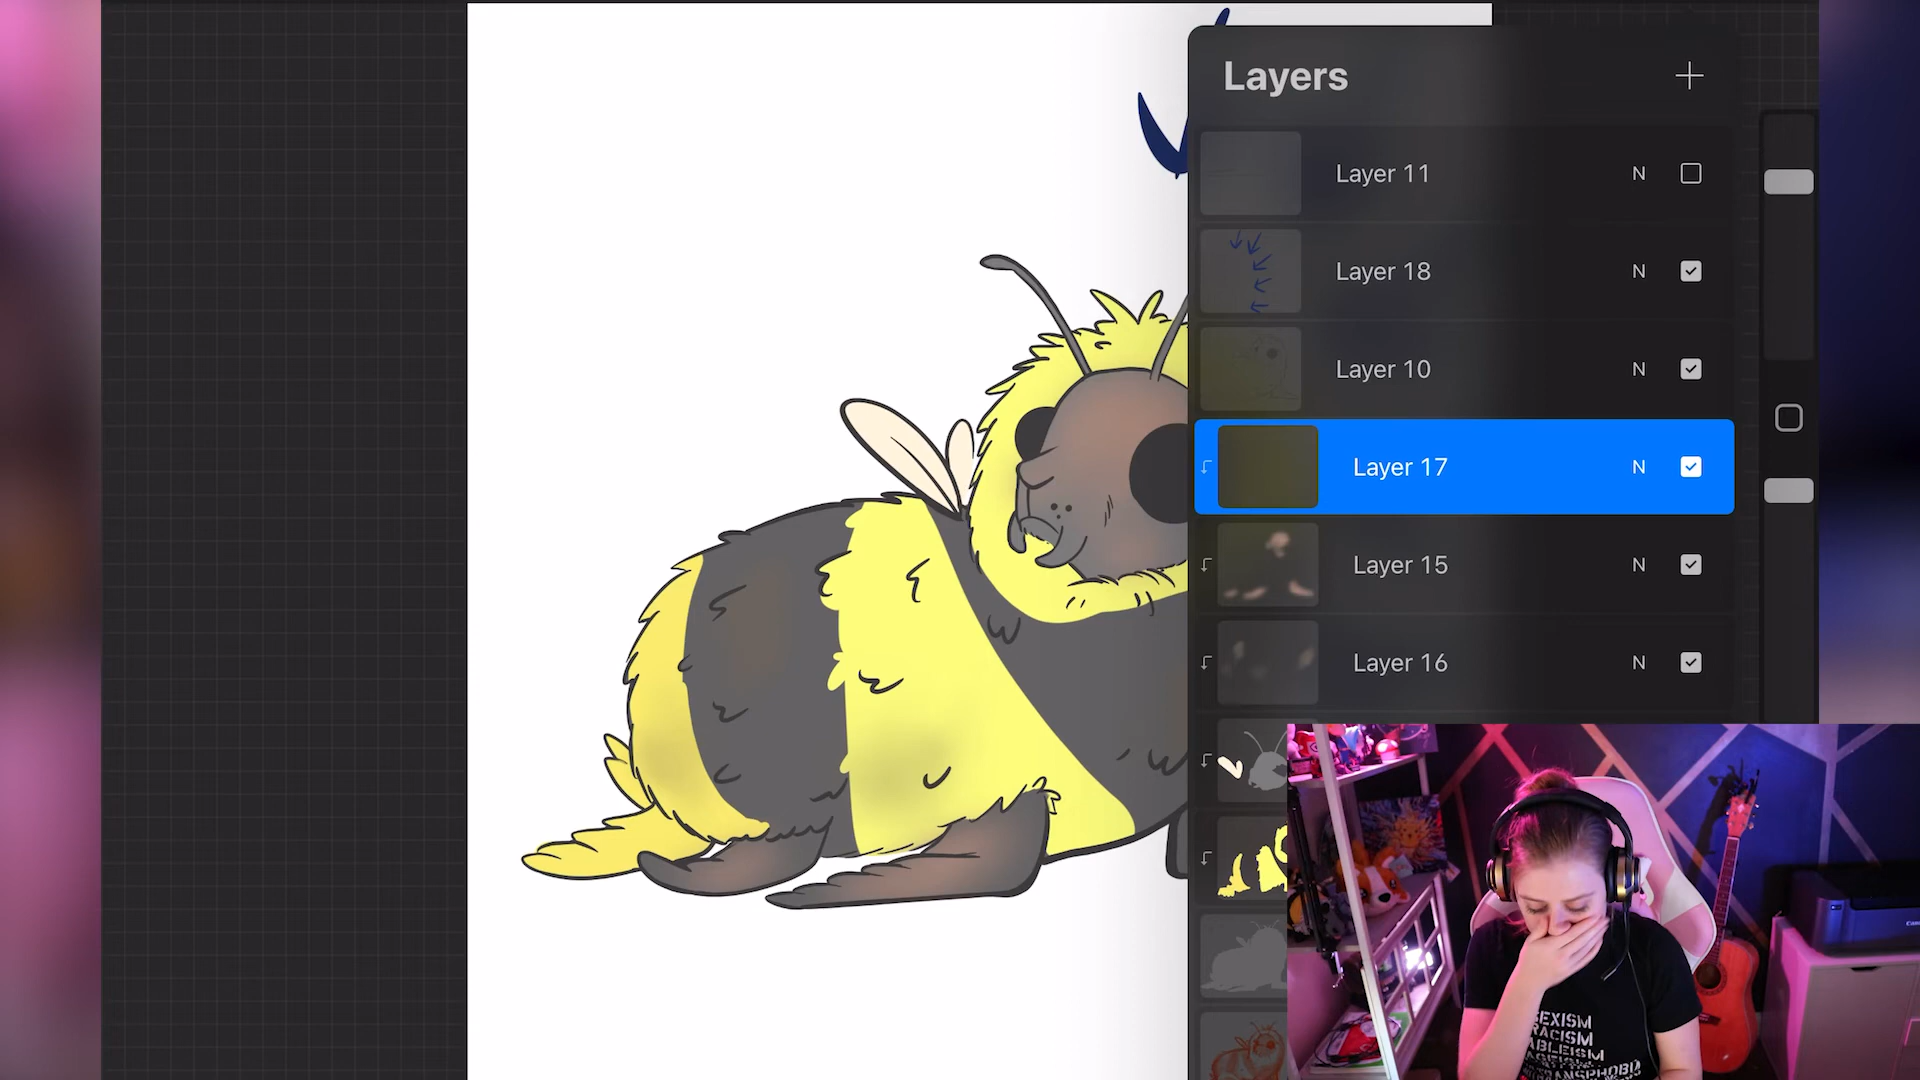 Layers
Layer 11 N
Layer 18 N
Layer 10 N
Layer 17 N
Layer 15 N
Layer 16 N
SEXISM
RACISM
ABLEISM